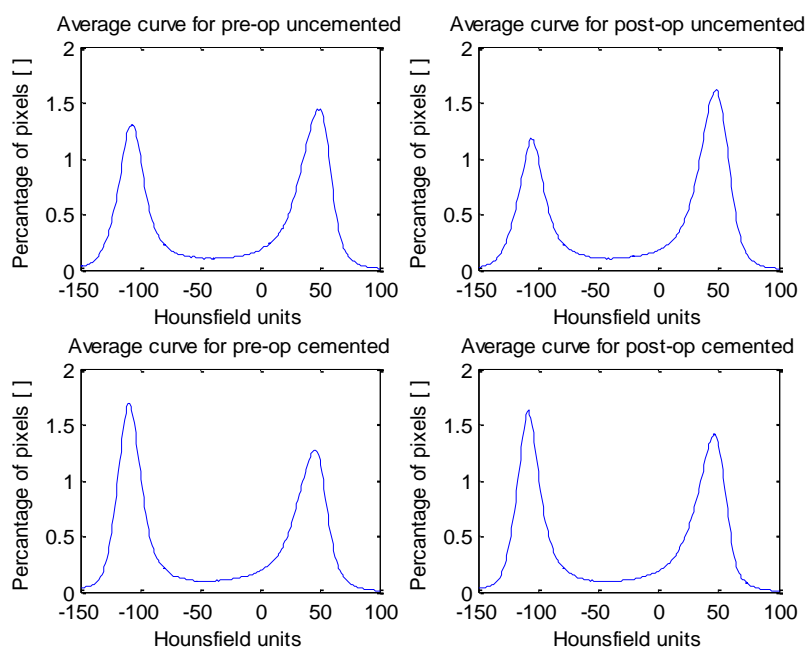 Average curve for pre-op uncemented
Average curve for post-op uncemented
2
1.5
1
0.5
0
Percantage of pixels [ ]
-150 -100 -50 0 50 100
Hounsfield units
2
1.5
1
0.5
0
Percantage of pixels [ ]
-150 -100 -50 0 50 100
Hounsfield units
Average curve for pre-op cemented
Average curve for post-op cemented
2
1.5
1
0.5
0
Percantage of pixels [ ]
-150 -100 -50 0 50 100
Hounsfield units
2
1.5
1
0.5
0
Percantage of pixels [ ]
-150 -100 -50 0 50 100
Hounsfield units